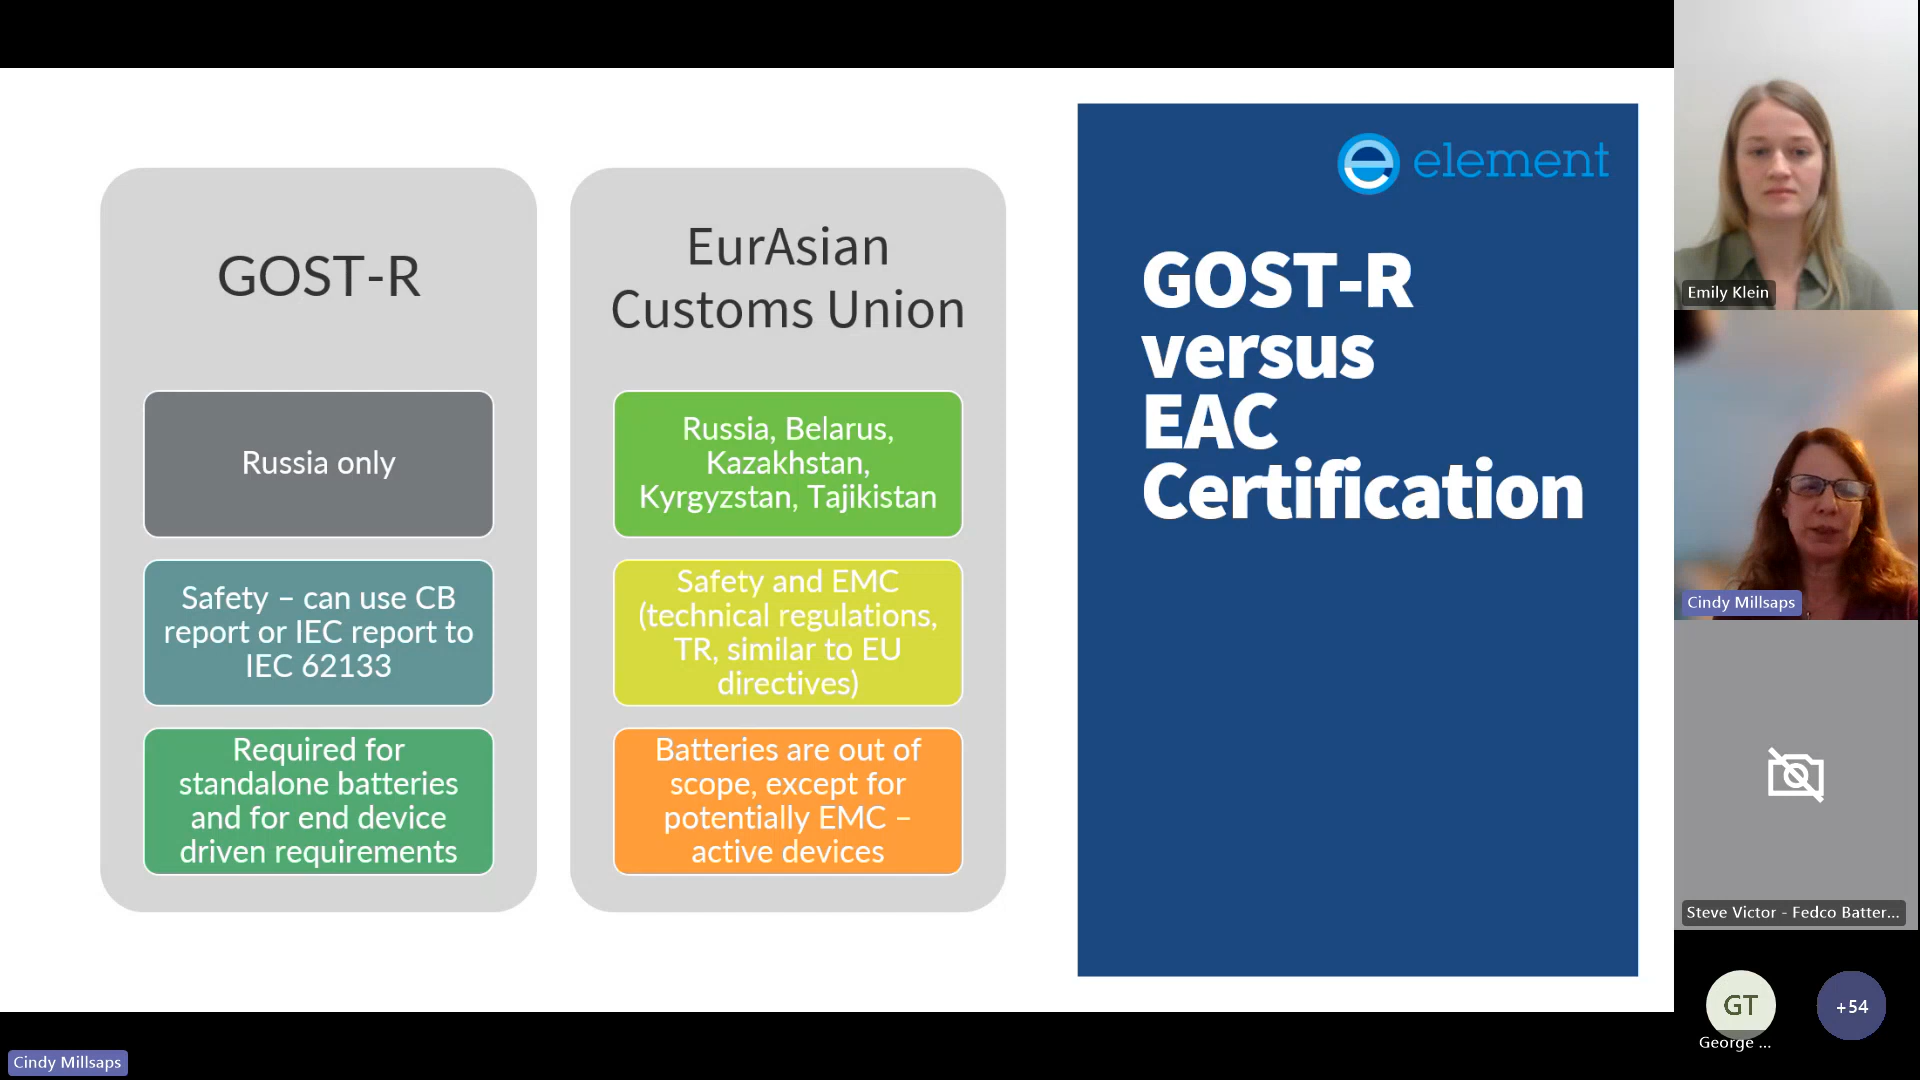 GOST-R
Russia only
Safety – can use CB
report or IEC report to
IEC 62133
Required for
standalone batteries
and for end device
driven requirements
EurAsian
Customs Union
Russia, Belarus,
Kazakhstan,
Kyrgyzstan, Tajikistan
Safety and EMC
(technical regulations,
TR, similar to EU
directives)
Batteries are out of
scope, except for
potentially EMC –
active devices
element
GOST-R
versus
EAC
Certification
Emily Klein
Cindy Millsaps
Steve Victor - Fedco Batter...
GT
George ...
+54
Cindy Millsaps